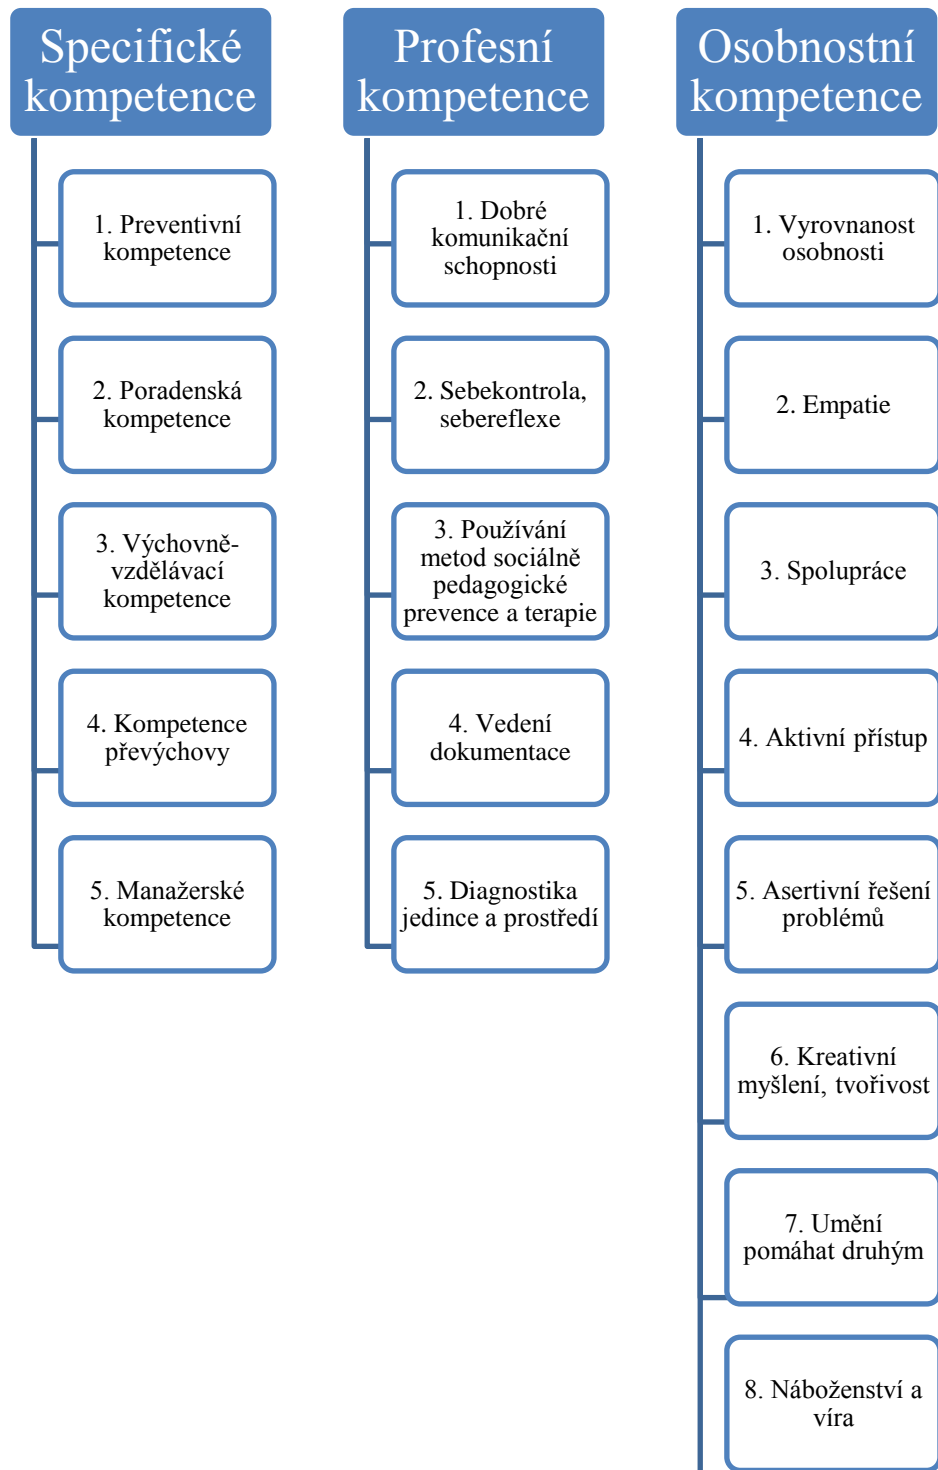 Specifické
kompetence
1. Preventivní
kompetence
2. Poradenská
kompetence
3. Výchovně-
vzdělávací
kompetence
4. Kompetence
převýchovy
5. Manažerské
kompetence
Profesní
kompetence
1. Dobré
komunikační
schopnosti
2. Sebekontrola,
sebereflexe
3. Používání
metod sociálně
pedagogické
prevence a terapie
4. Vedení
dokumentace
5. Diagnostika
jedince a prostředí
Osobnostní
kompetence
1. Vyrovnanost
osobnosti
2. Empatie
3. Spolupráce
4. Aktivní přístup
5. Asertivní řešení
problémů
6. Kreativní
myšlení, tvořivost
7. Umění
pomáhat druhým
8. Náboženství a
víra